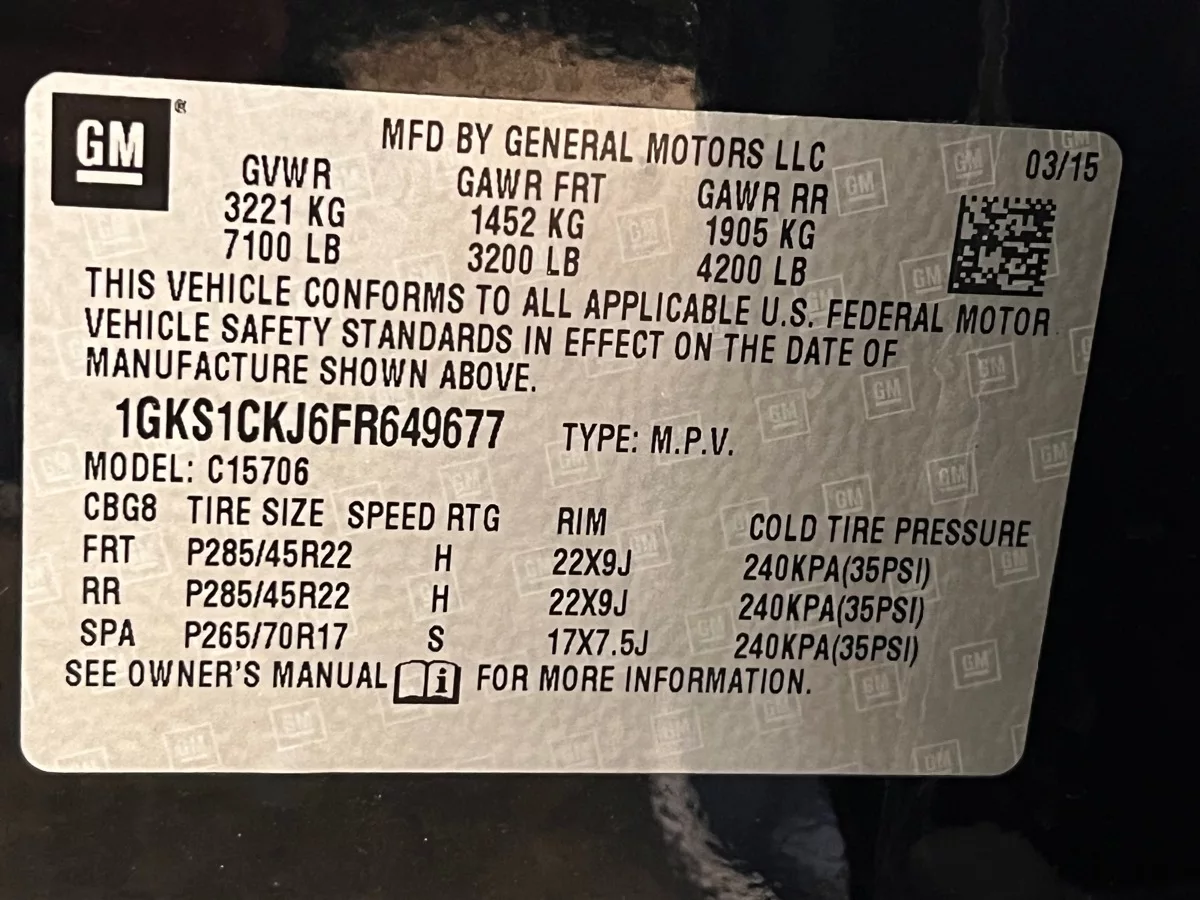 GM ®
MFD BY GENERAL MOTORS LLC 03/15
GVWR GAWR FRT GAWR RR
3221 KG 1452 KG 1905 KG
7100 LB 3200 LB 4200 LB
THIS VEHICLE CONFORMS TO ALL APPLICABLE U.S. FEDERAL MOTOR
VEHICLE SAFETY STANDARDS IN EFFECT ON THE DATE OF
MANUFACTURE SHOWN ABOVE.
1GKS1CKJ6FR649677 TYPE: M.P.V.
MODEL: C15706
CBG8 TIRE SIZE SPEED RTG RIM COLD TIRE PRESSURE
FRT P285/45R22 H 22X9J 240KPA(35PSI)
RR P285/45R22 H 22X9J 240KPA(35PSI)
SPA P265/70R17 S 17X7.5J 240KPA(35PSI)
SEE OWNER'S MANUAL i FOR MORE INFORMATION.